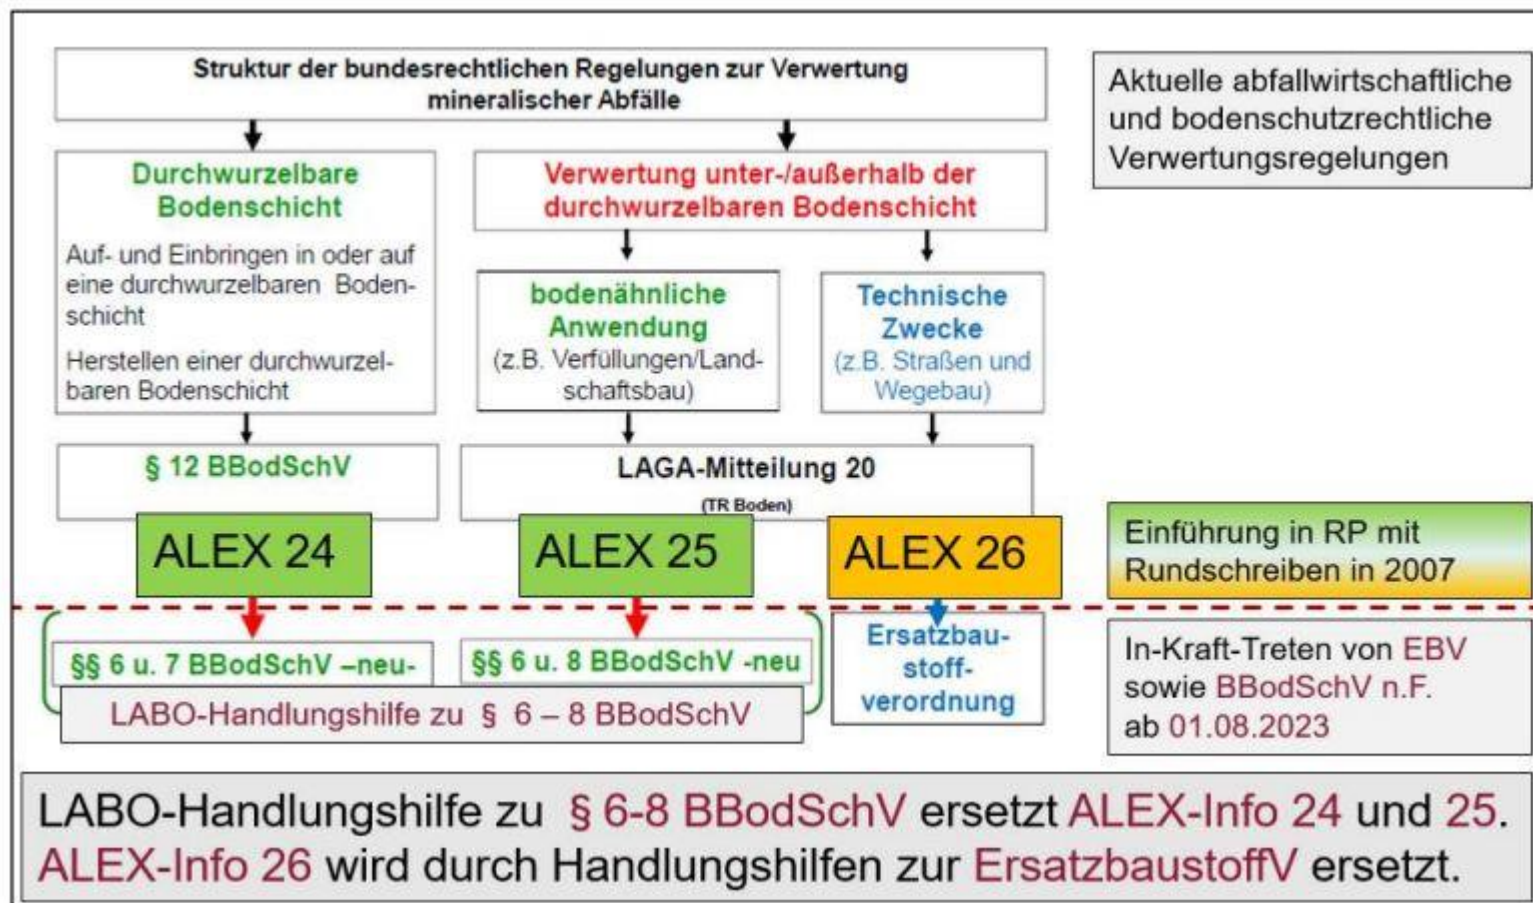 Struktur der bundesrechtlichen Regelungen zur Verwertung
mineralischer Abfälle
Aktuelle abfallwirtschaftliche
und bodenschutzrechtliche
Verwertungsregelungen
Durchwurzelbare
Bodenschicht
Auf- und Einbringen in oder auf
eine durchwurzelbaren Boden-
schicht
Herstellen einer durchwurzel-
baren Bodenschicht
Verwertung unter-/außerhalb der
durchwurzelbaren Bodenschicht
bodenähnliche
Anwendung
(z.B. Verfüllungen/Land-
schaftsbau)
Technische
Zwecke
(z.B. Straßen und
Wegebau)
§ 12 BBodSchV
LAGA-Mitteilung 20
(TR Boden)
ALEX 24
ALEX 25
ALEX 26
Einführung in RP mit
Rundschreiben in 2007
§§ 6 u. 7 BBodSchV –neu-
§§ 6 u. 8 BBodSchV -neu
LABO-Handlungshilfe zu § 6 – 8 BBodSchV
Ersatzbau-
stoff-
verordnung
In-Kraft-Treten von EBV
sowie BBodSchV n.F.
ab 01.08.2023
LABO-Handlungshilfe zu § 6-8 BBodSchV ersetzt ALEX-Info 24 und 25.
ALEX-Info 26 wird durch Handlungshilfen zur ErsatzbaustoffV ersetzt.